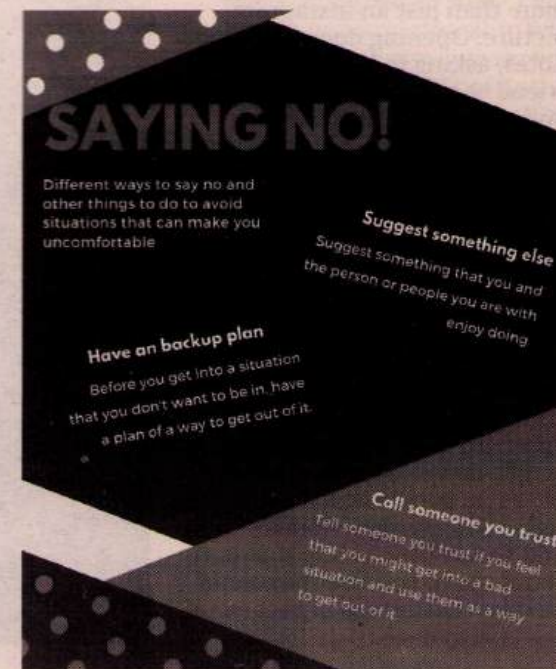 SAYING NO!
Different ways to say no and
other things to do to avoid
situations that can make you
uncomfortable
Suggest something else
Suggest something that you and
the person or people you are with
enjoy doing
Have an backup plan
Before you get into a situation
that you don't want to be in, have
a plan of a way to get out of it.
Call someone you trust
Tell someone you trust if you feel
that you might get into a bad
situation and use them as a way
to get out of it